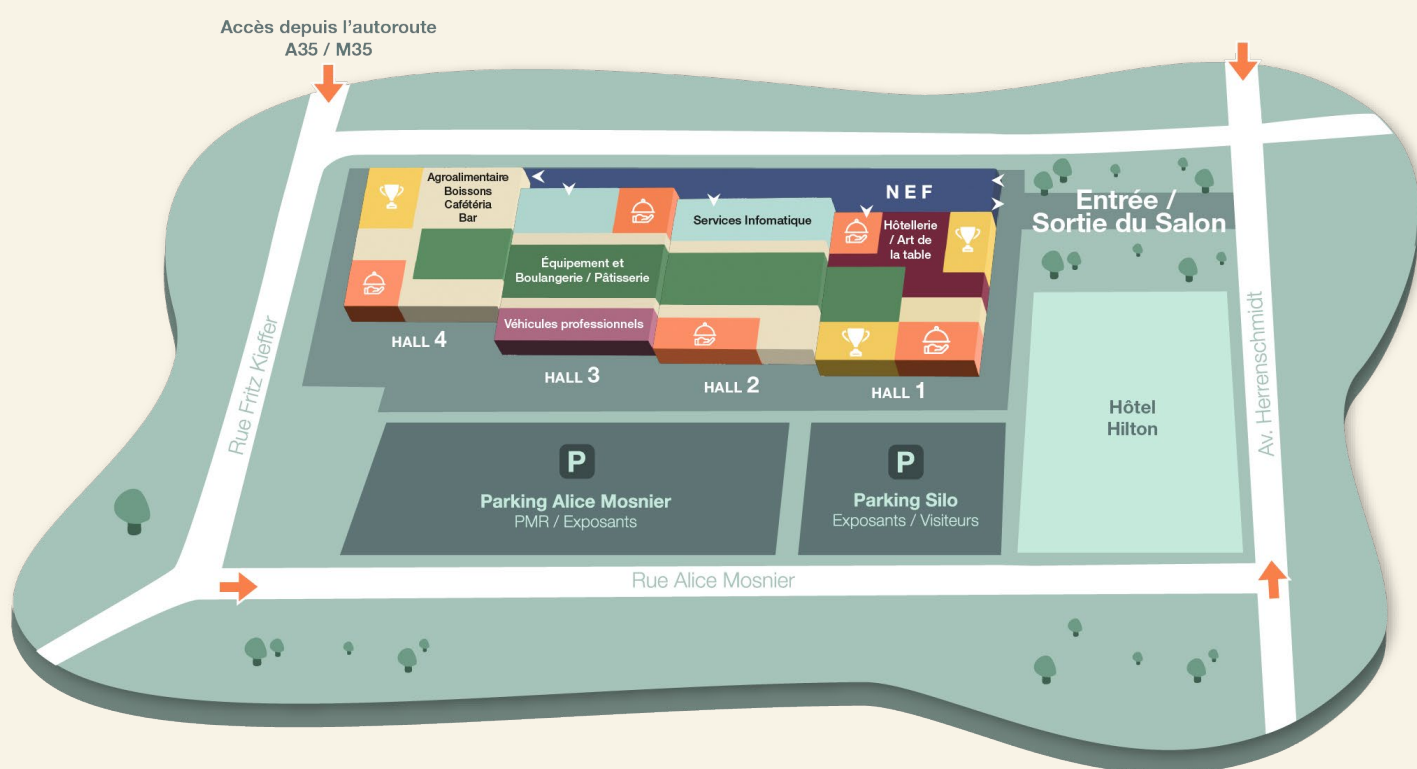 Accès depuis l'autoroute
A35 / M35
Agroalimentaire
Boissons
Cafétéria
Bar
NEF
Entrée /
Sortie du Salon
Services Infomatique
Hôtellerie
/ Art de
la table
Équipement et
Boulangerie / Pâtisserie
Véhicules professionnels
HALL 4
HALL 3
HALL 2
HALL 1
Rue Fritz Kieffer
Av. Herrenschmidt
Hôtel
Hilton
P
Parking Alice Mosnier
PMR / Exposants
P
Parking Silo
Exposants / Visiteurs
Rue Alice Mosnier